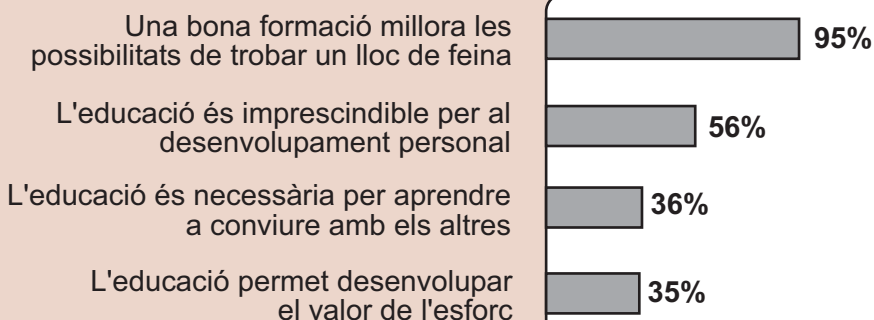 Una bona formació millora les
possibilitats de trobar un lloc de feina
95%
L'educació és imprescindible per al
desenvolupament personal
56%
L'educació és necessària per aprendre
a conviure amb els altres
36%
L'educació permet desenvolupar
el valor de l'esforc
35%